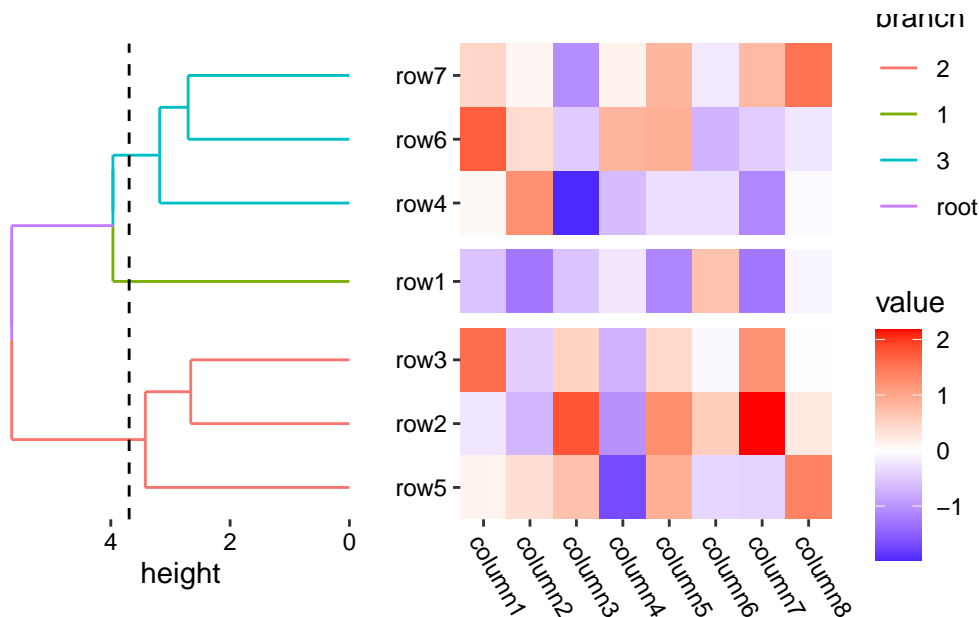 branch
2
1
3
root
row7
row6
row4
row1
row3
row2
row5
value
2
1
0
−1
4
2
0
height
column1
column2
column3
column4
column5
column6
column7
column8